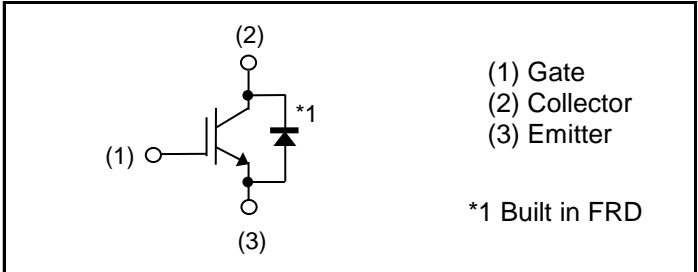 (2)
*1
(1)
(3)
(1) Gate
(2) Collector
(3) Emitter
*1 Built in FRD